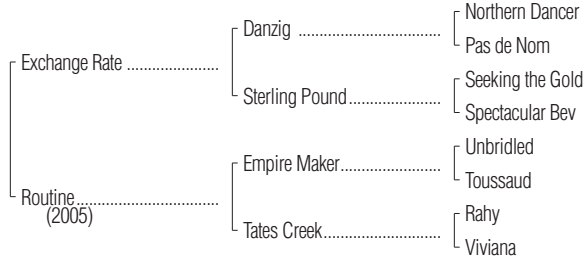 Northern Dancer
Danzig ......................................
Pas de Nom
Exchange Rate ........................
Seeking the Gold
Sterling Pound.........................
Spectacular Bev
Unbridled
Empire Maker...........................
Toussaud
Routine.....................................
(2005)
Rahy
Tates Creek...............................
Viviana